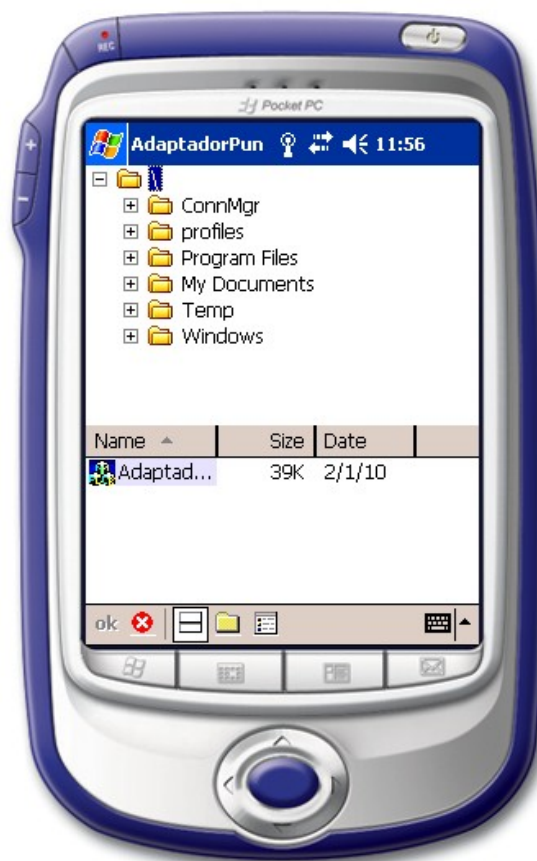 REC
Pocket PC
AdaptadorPun 11:56
\
ConnMgr
profiles
Program Files
My Documents
Temp
Windows
Name Size Date
Adaptad... 39K 2/1/10
ok